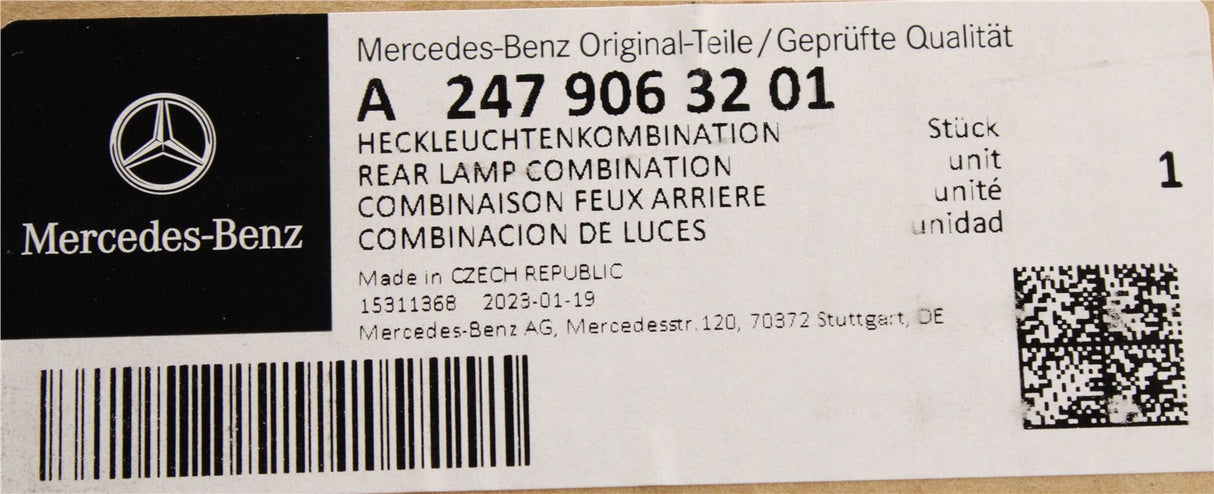 Mercedes-Benz
Mercedes-Benz Original-Teile/Geprüfte Qualität
A 247 906 32 01
HECKLEUCHTENKOMBINATION Stück
REAR LAMP COMBINATION unit 1
COMBINAISON FEUX ARRIERE unité
COMBINACION DE LUCES unidad
Made in CZECH REPUBLIC
15311368 2023-01-19
Mercedes-Benz AG, Mercedesstr.120, 70372 Stuttgart, DE